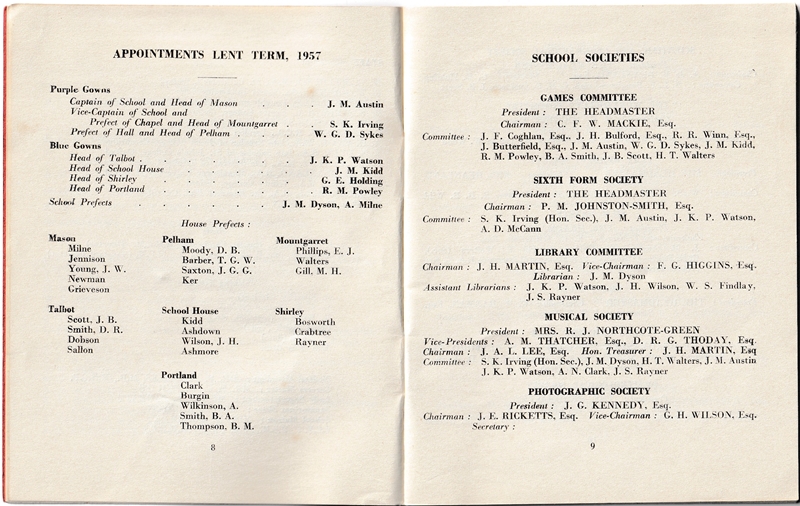 APPOINTMENTS LENT TERM, 1957
Purple Gowns
Captain of School and Head of Mason . . . J. M. Austin
Vice-Captain of School and
Prefect of Chapel and Head of Mountgarret . . S. K. Irving
Prefect of Hall and Head of Pelham . . . . W. G. D. Sykes
Blue Gowns
Head of Talbot . . . . . . . J. K. P. Watson
Head of School House . . . . . . J. M. Kidd
Head of Shirley . . . . . . G. E. Holding
Head of Portland . . . . . . R. M. Powley
School Prefects . . . . . . J. M. Dyson, A. Milne
House Prefects :
Mason
Milne
Jennison
Young, J. W.
Newman
Grieveson
Pelham
Moody, D. B.
Barber, T. G. W.
Saxton, J. G. G.
Ker
Mountgarret
Phillips, E. J.
Walters
Gill, M. H.
Talbot
Scott, J. B.
Smith, D. R.
Dobson
Sallon
School House
Kidd
Ashdown
Wilson, J. H.
Ashmore
Shirley
Bosworth
Crabtree
Rayner
Portland
Clark
Burgin
Wilkinson, A.
Smith, B. A.
Thompson, B. M.
8
SCHOOL SOCIETIES
GAMES COMMITTEE
President : THE HEADMASTER
Chairman : C. F. W. MACKIE, Esq.
Committee : J. F. Coghlan, Esq., J. H. Bulford, Esq., R. R. Winn, Esq.,
J. Butterfield, Esq., J. M. Austin, W. G. D. Sykes, J. M. Kidd,
R. M. Powley, B. A. Smith, J. B. Scott, H. T. Walters
SIXTH FORM SOCIETY
President : THE HEADMASTER
Chairman : P. M. JOHNSTON-SMITH, Esq.
Committee : S. K. Irving (Hon. Sec.), J. M. Austin, J. K. P. Watson,
A. D. McCann
LIBRARY COMMITTEE
Chairman : J. H. MARTIN, Esq. Vice-Chairman : F. G. HIGGINS, Esq.
Librarian : J. M. Dyson
Assistant Librarians : J. K. P. Watson, J. H. Wilson, W. S. Findlay,
J. S. Rayner
MUSICAL SOCIETY
President : MRS. R. J. NORTHCOTE-GREEN
Vice-Presidents : A. M. THATCHER, Esq., D. R. G. THODAY, Esq.
Chairman : J. A. L. LEE, Esq. Hon. Treasurer : J. H. MARTIN, Esq
Committee : S. K. Irving (Hon. Sec.), J. M. Dyson, H. T. Walters, J. M. Austin
J. K. P. Watson, A. N. Clark, J. S. Rayner
PHOTOGRAPHIC SOCIETY
President : J. G. KENNEDY, Esq.
Chairman : J. E. RICKETTS, Esq. Vice-Chairman : G. H. WILSON, Esq.
Secretary :
9